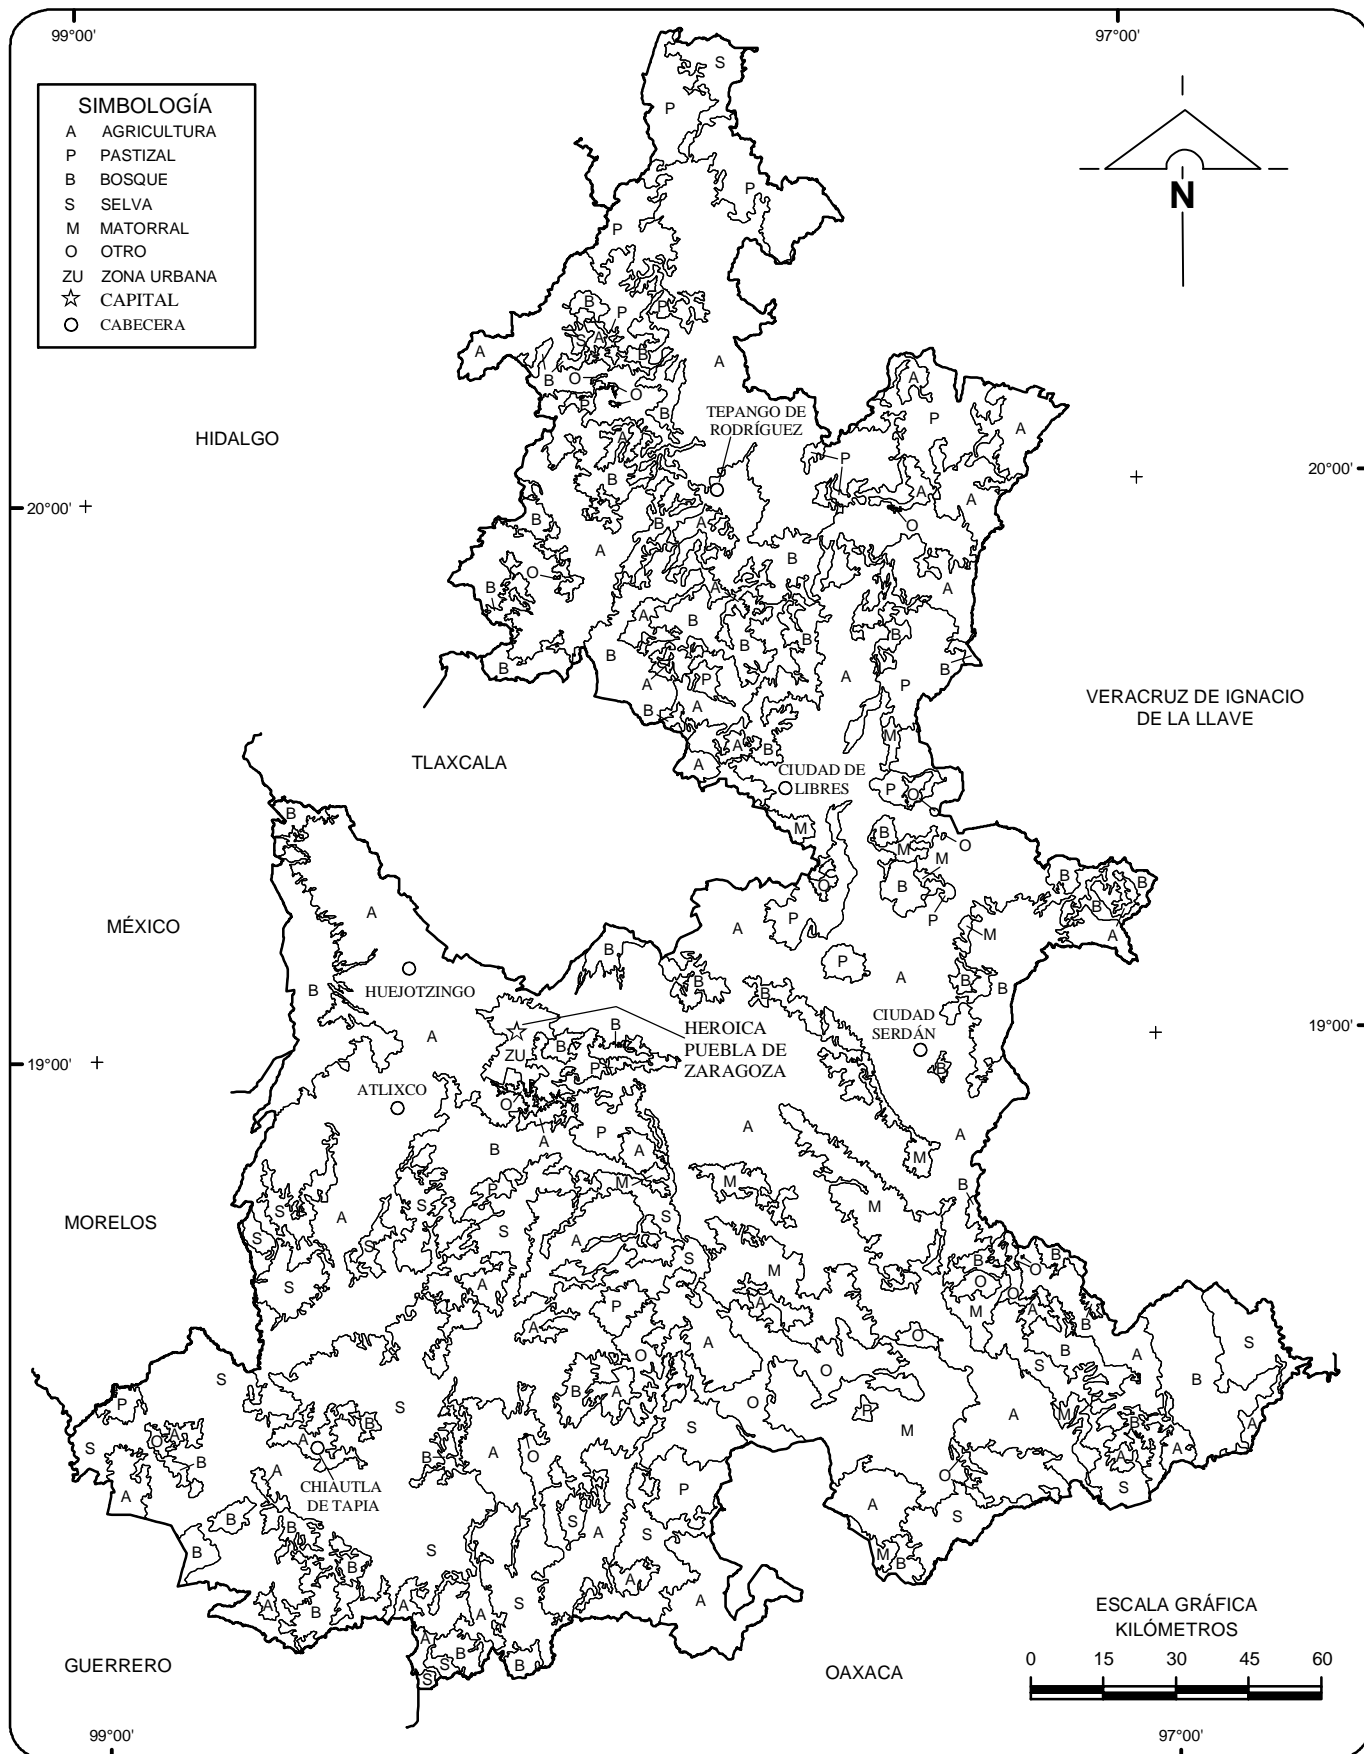 99°00'
97°00'
SIMBOLOGÍA
A AGRICULTURA
P PASTIZAL
B BOSQUE
S SELVA
M MATORRAL
O OTRO
ZU ZONA URBANA
CAPITAL
CABECERA
N
HIDALGO
TEPANGO DE
RODRÍGUEZ
20°00'
20°00'
VERACRUZ DE IGNACIO
DE LA LLAVE
TLAXCALA
CIUDAD DE
LIBRES
MÉXICO
HUEJOTZINGO
CIUDAD
SERDÁN
HEROICA
PUEBLA DE
ZARAGOZA
ZU
19°00'
19°00'
ATLIXCO
MORELOS
CHIAUTLA
DE TAPIA
GUERRERO
OAXACA
ESCALA GRÁFICA
KILÓMETROS
0 15 30 45 60
99°00'
97°00'